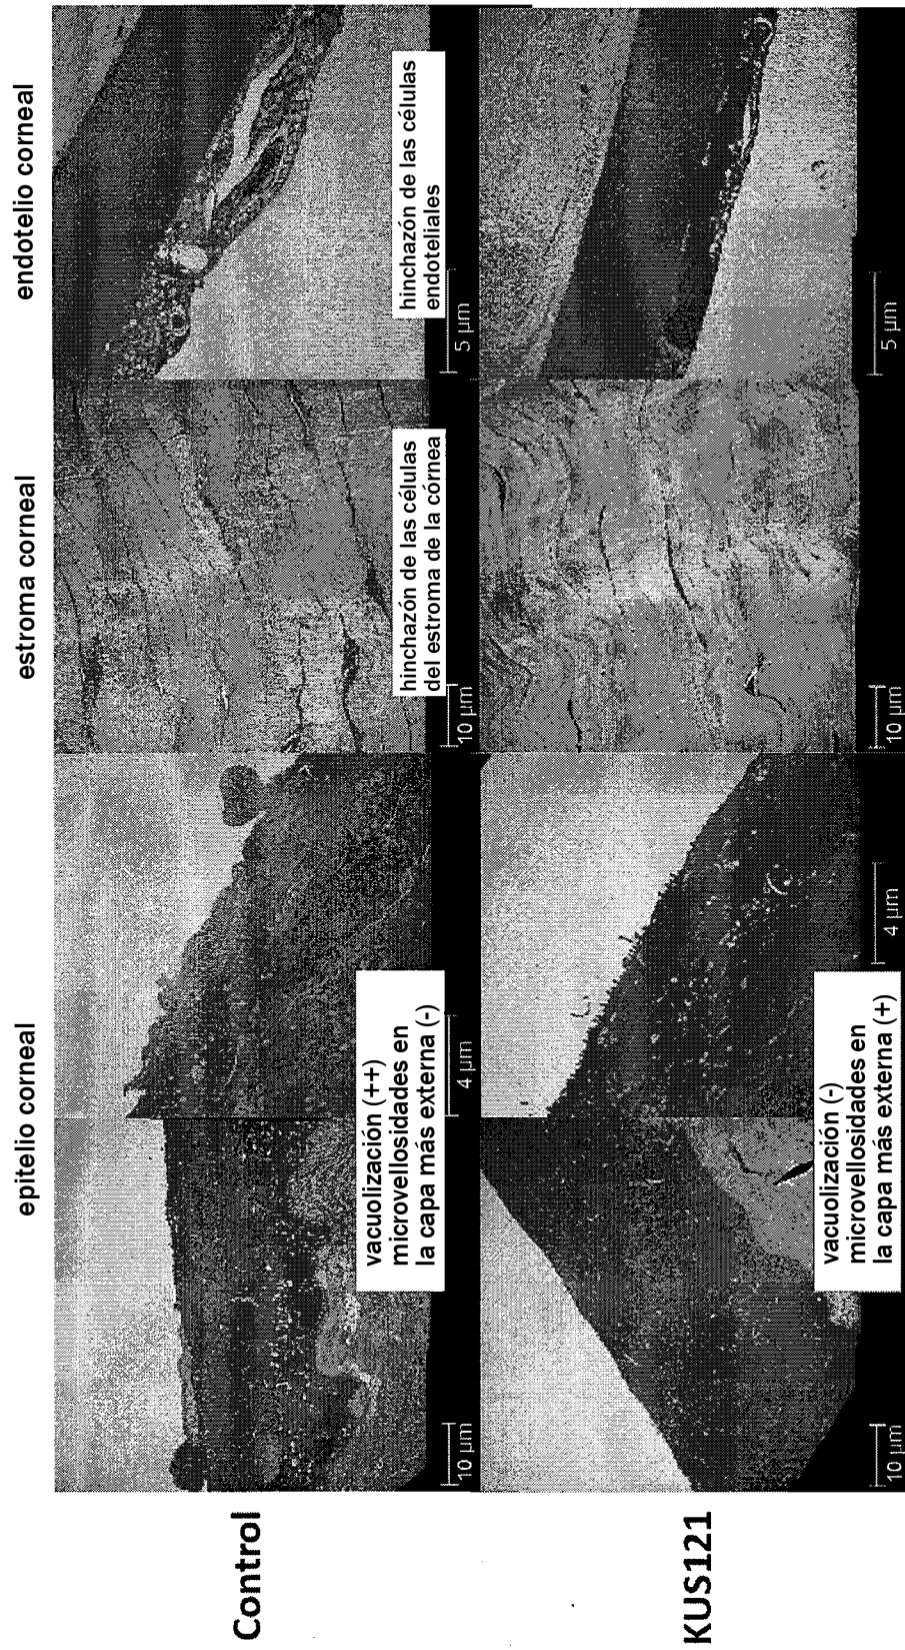 epitelio corneal
estroma corneal
endotelio corneal
Control
10 µm
vacuolización (++)
microvellosidades en
la capa más externa (-)
4 µm
10 µm
hinchazón de las células
del estroma de la córnea
5 µm
hinchazón de las células
endoteliales
KUS121
10 µm
vacuolización (-)
microvellosidades en
la capa más externa (+)
4 µm
10 µm
5 µm